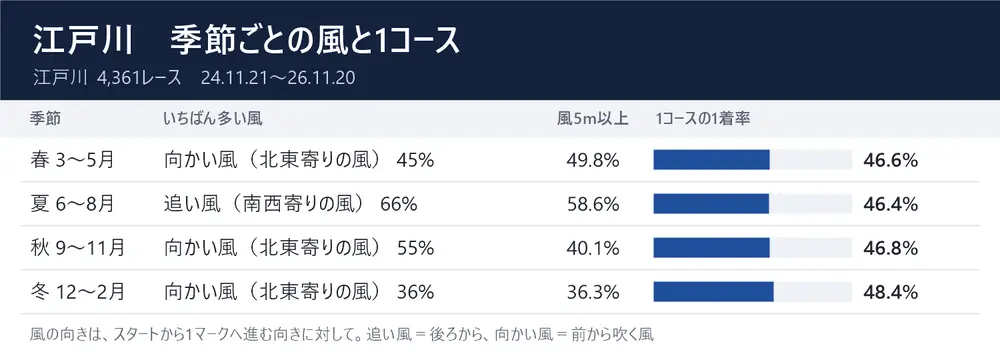 江戸川　季節ごとの風と1コース
江戸川 4,361レース　24.11.21～26.11.20
季節　いちばん多い風　風5m以上　1コースの1着率
春 3～5月　向かい風（北東寄りの風） 45%　49.8%　46.6%
夏 6～8月　追い風（南西寄りの風） 66%　58.6%　46.4%
秋 9～11月　向かい風（北東寄りの風） 55%　40.1%　46.8%
冬 12～2月　向かい風（北東寄りの風） 36%　36.3%　48.4%
風の向きは、スタートから1マークへ進む向きに対して。追い風＝後ろから、向かい風＝前から吹く風